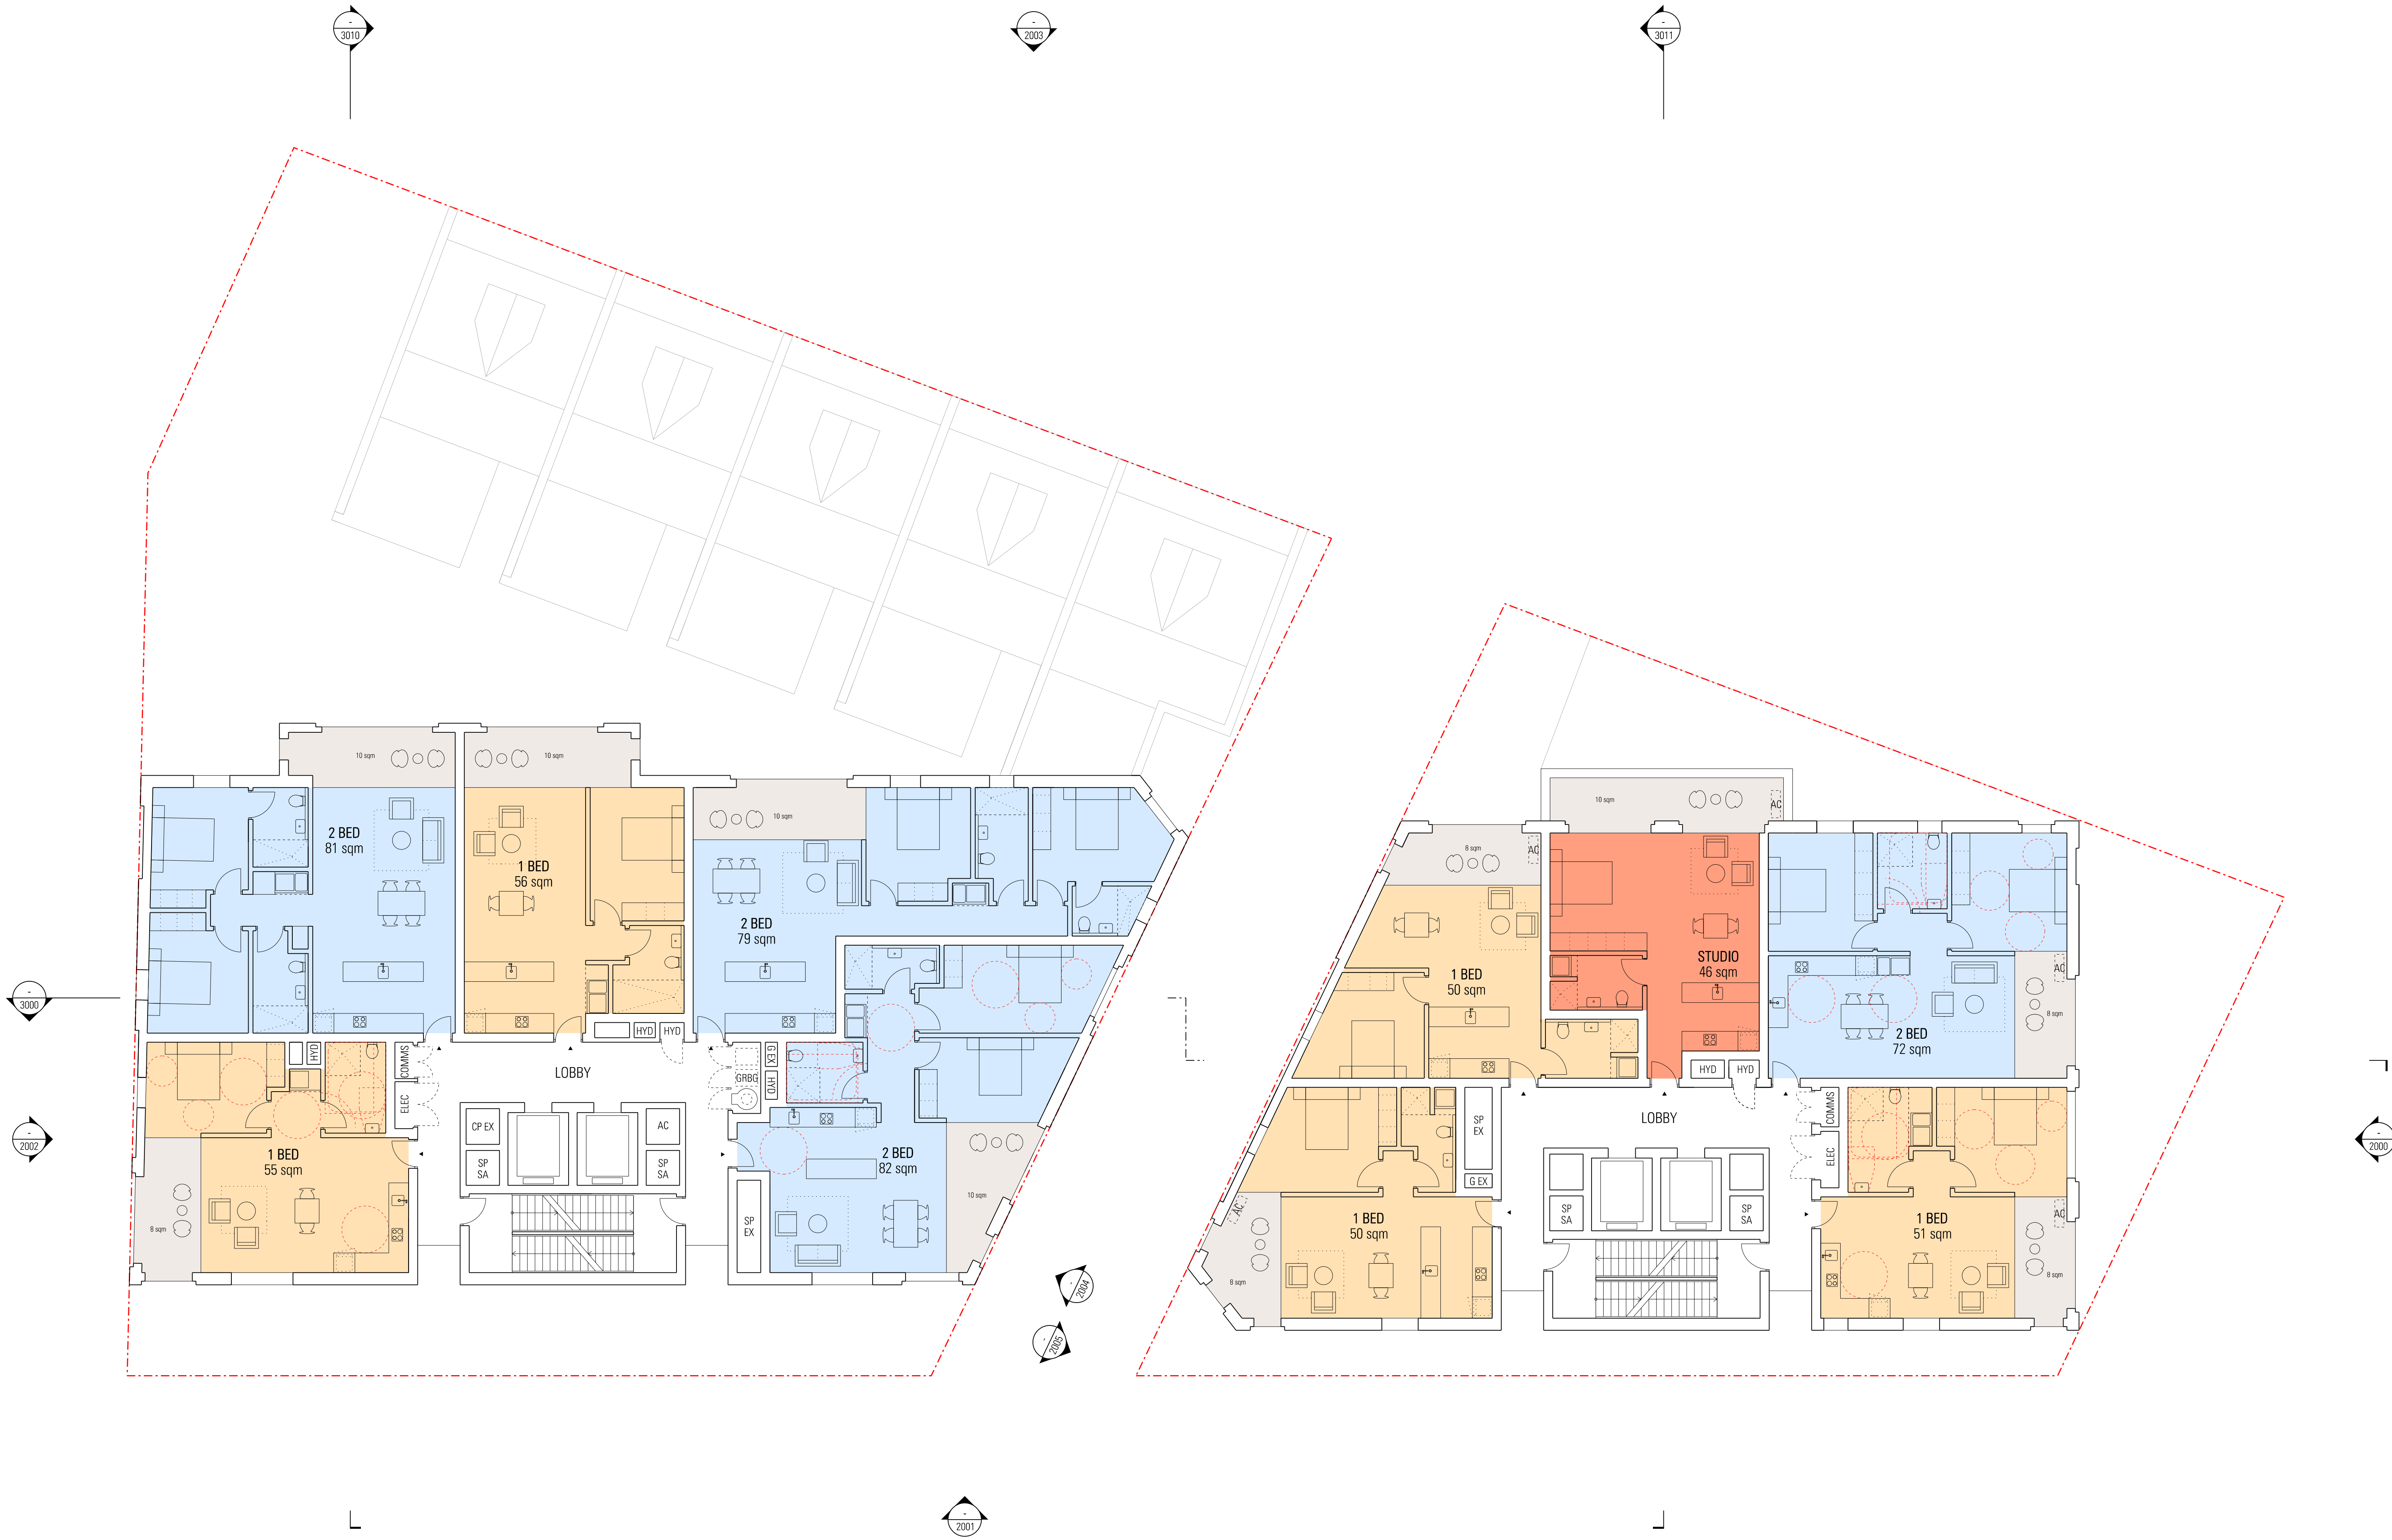 -
3010
-
2003
-
3011
10 sqm
10 sqm
2 BED
81 sqm
1 BED
56 sqm
10 sqm
2 BED
79 sqm
10 sqm
AC
8 sqm
AC
STUDIO
46 sqm
1 BED
50 sqm
AC
8 sqm
2 BED
72 sqm
-
3000
HYD
HYD
HYD
COMMS
ELEC
LOBBY
G EX
HYD
GRBG
HYD
HYD
CP EX
AC
SP
SA
SP
SA
1 BED
55 sqm
8 sqm
2 BED
82 sqm
10 sqm
SP
EX
-
2002
SP
EX
G EX
LOBBY
COMMS
ELEC
-
2000
AC
1 BED
50 sqm
8 sqm
SP
SA
SP
SA
1 BED
51 sqm
AC
8 sqm
-
2004
-
2005
-
2001